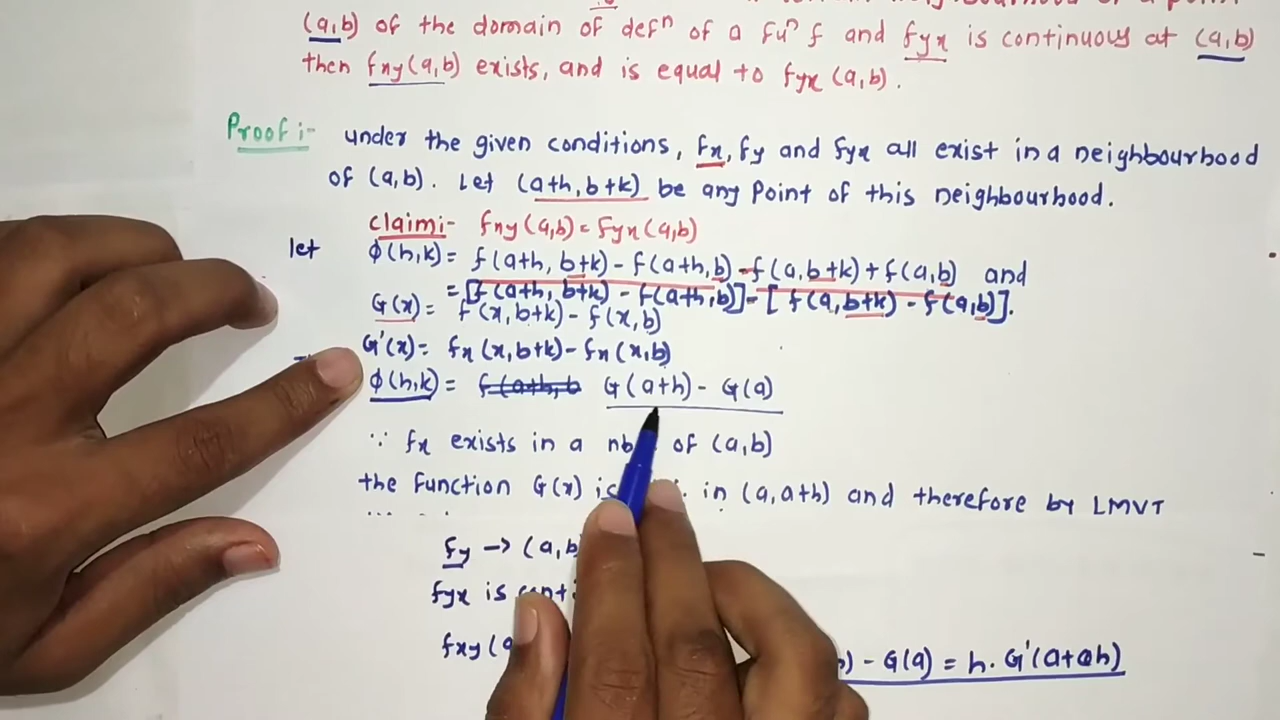 (a,b) of the domain of defⁿ of a fuⁿ f and fyx is continuous at (a,b)
then fxy(a,b) exists, and is equal to fyx (a,b).
Proof :- under the given conditions, fx, fy and fyx all exist in a neighbourhood
of (a,b). Let (a+h, b+k) be any point of this neighbourhood.
claim:- fxy(a,b) = fyx(a,b)
let ϕ(h,k) = f(a+h, b+k) - f(a+h, b) - f(a, b+k) + f(a,b) and
= [f(a+h, b+k) - f(a+h, b)] - [f(a, b+k) - f(a,b)].
G(x) = f(x, b+k) - f(x, b)
G'(x) = fx(x, b+k) - fx(x, b)
ϕ(h,k) = G(a+h) - G(a)
∵ fx exists in a of (a,b)
the function G(x) is in (a, a+h) and therefore by LMVT
fy → (a,b
fyx is
fxy(
) - G(a) = h. G'(a+θh)